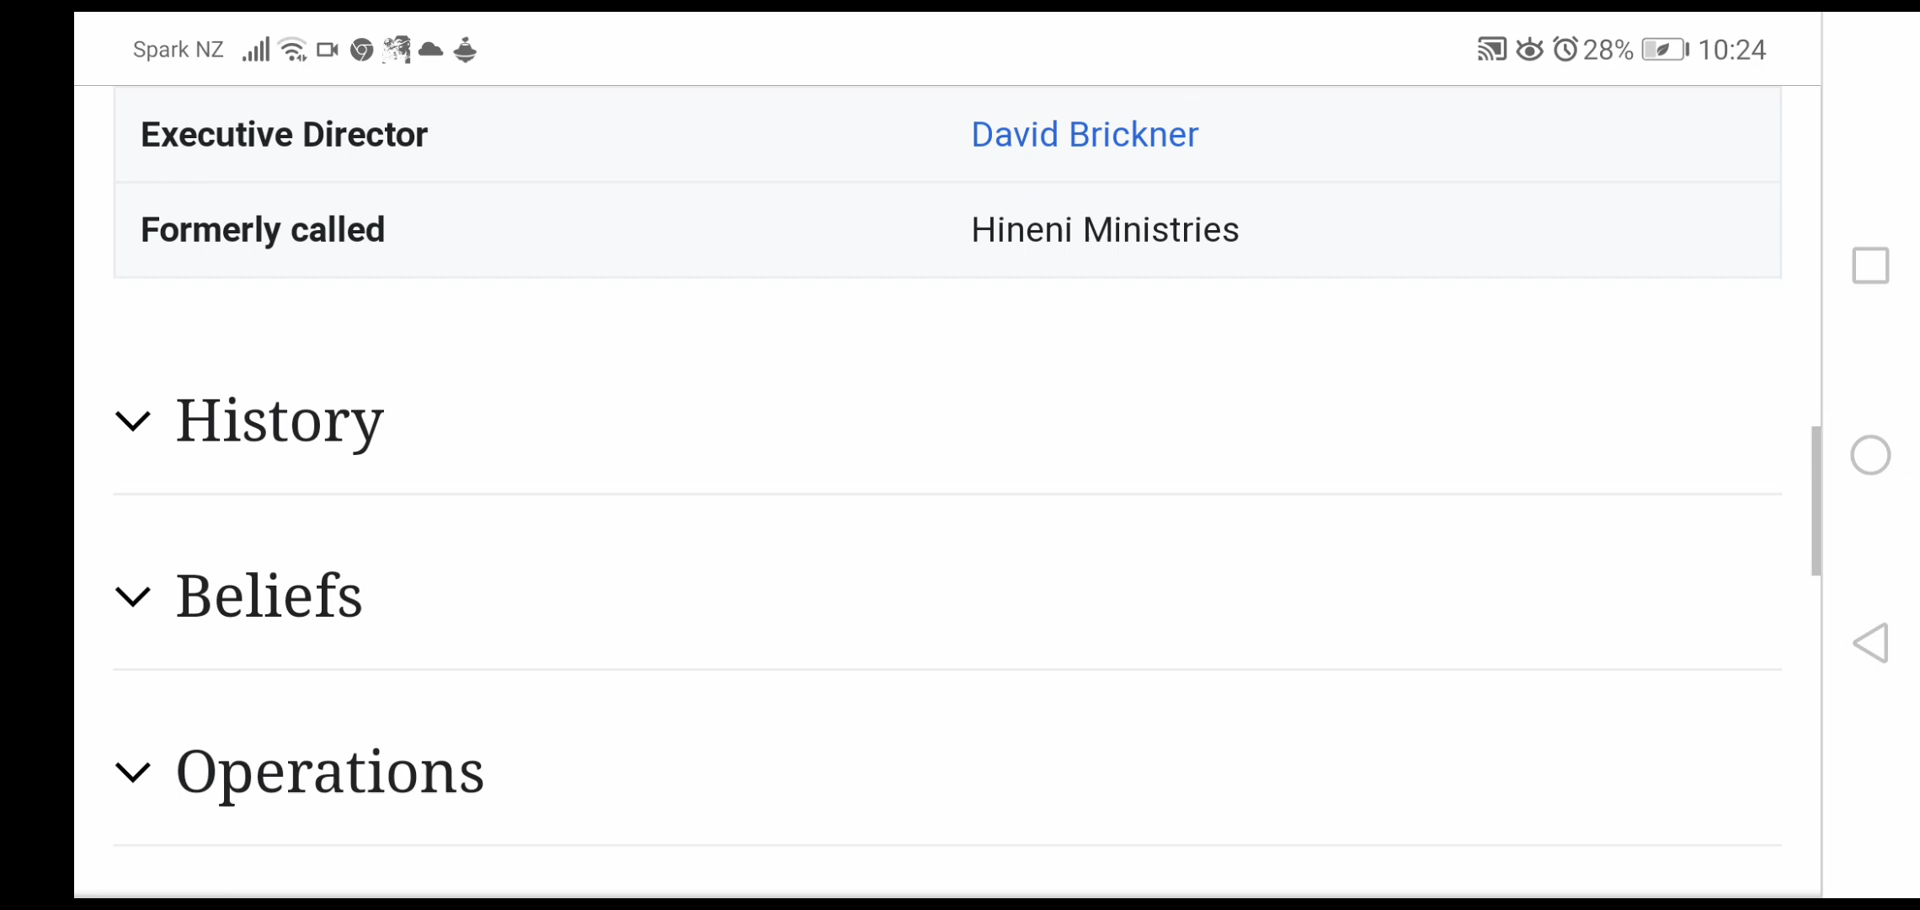 Spark NZ 28% 10:24
Executive Director David Brickner
Formerly called Hineni Ministries
History
Beliefs
Operations